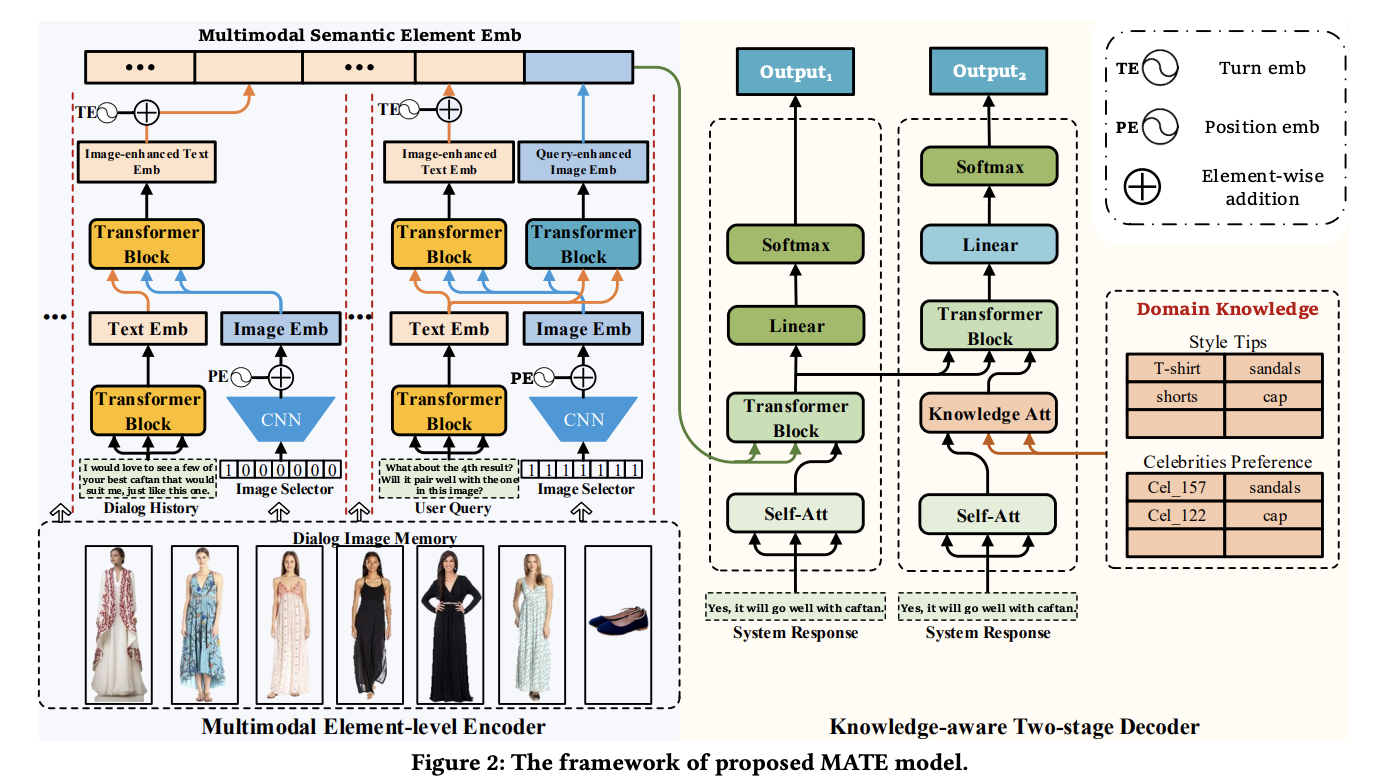 Multimodal Semantic Element Emb
•••
•••
TE
TE
Image-enhanced Text
Emb
Image-enhanced
Text Emb
Query-enhanced
Image Emb
Transformer
Block
Transformer
Block
Transformer
Block
•••
Text Emb
Image Emb
•••
Text Emb
Image Emb
PE
PE
Transformer
Block
CNN
Transformer
Block
CNN
I would love to see a few of
your best caftan that would
suit me, just like this one.
1 0 0 0 0 0 0
What about the 4th result?
Will it pair well with the one
in this image?
1 1 1 1 1 1 1
Dialog History
Image Selector
User Query
Image Selector
Dialog Image Memory
Multimodal Element-level Encoder
Output1
Output2
Softmax
Softmax
Linear
Linear
Transformer
Block
Transformer
Block
Knowledge Att
Self-Att
Self-Att
Yes, it will go well with caftan.
Yes, it will go well with caftan.
System Response
System Response
TE
Turn emb
PE
Position emb
Element-wise
addition
Domain Knowledge
Style Tips
T-shirt sandals
shorts cap
Celebrities Preference
Cel_157 sandals
Cel_122 cap
Knowledge-aware Two-stage Decoder
Figure 2: The framework of proposed MATE model.